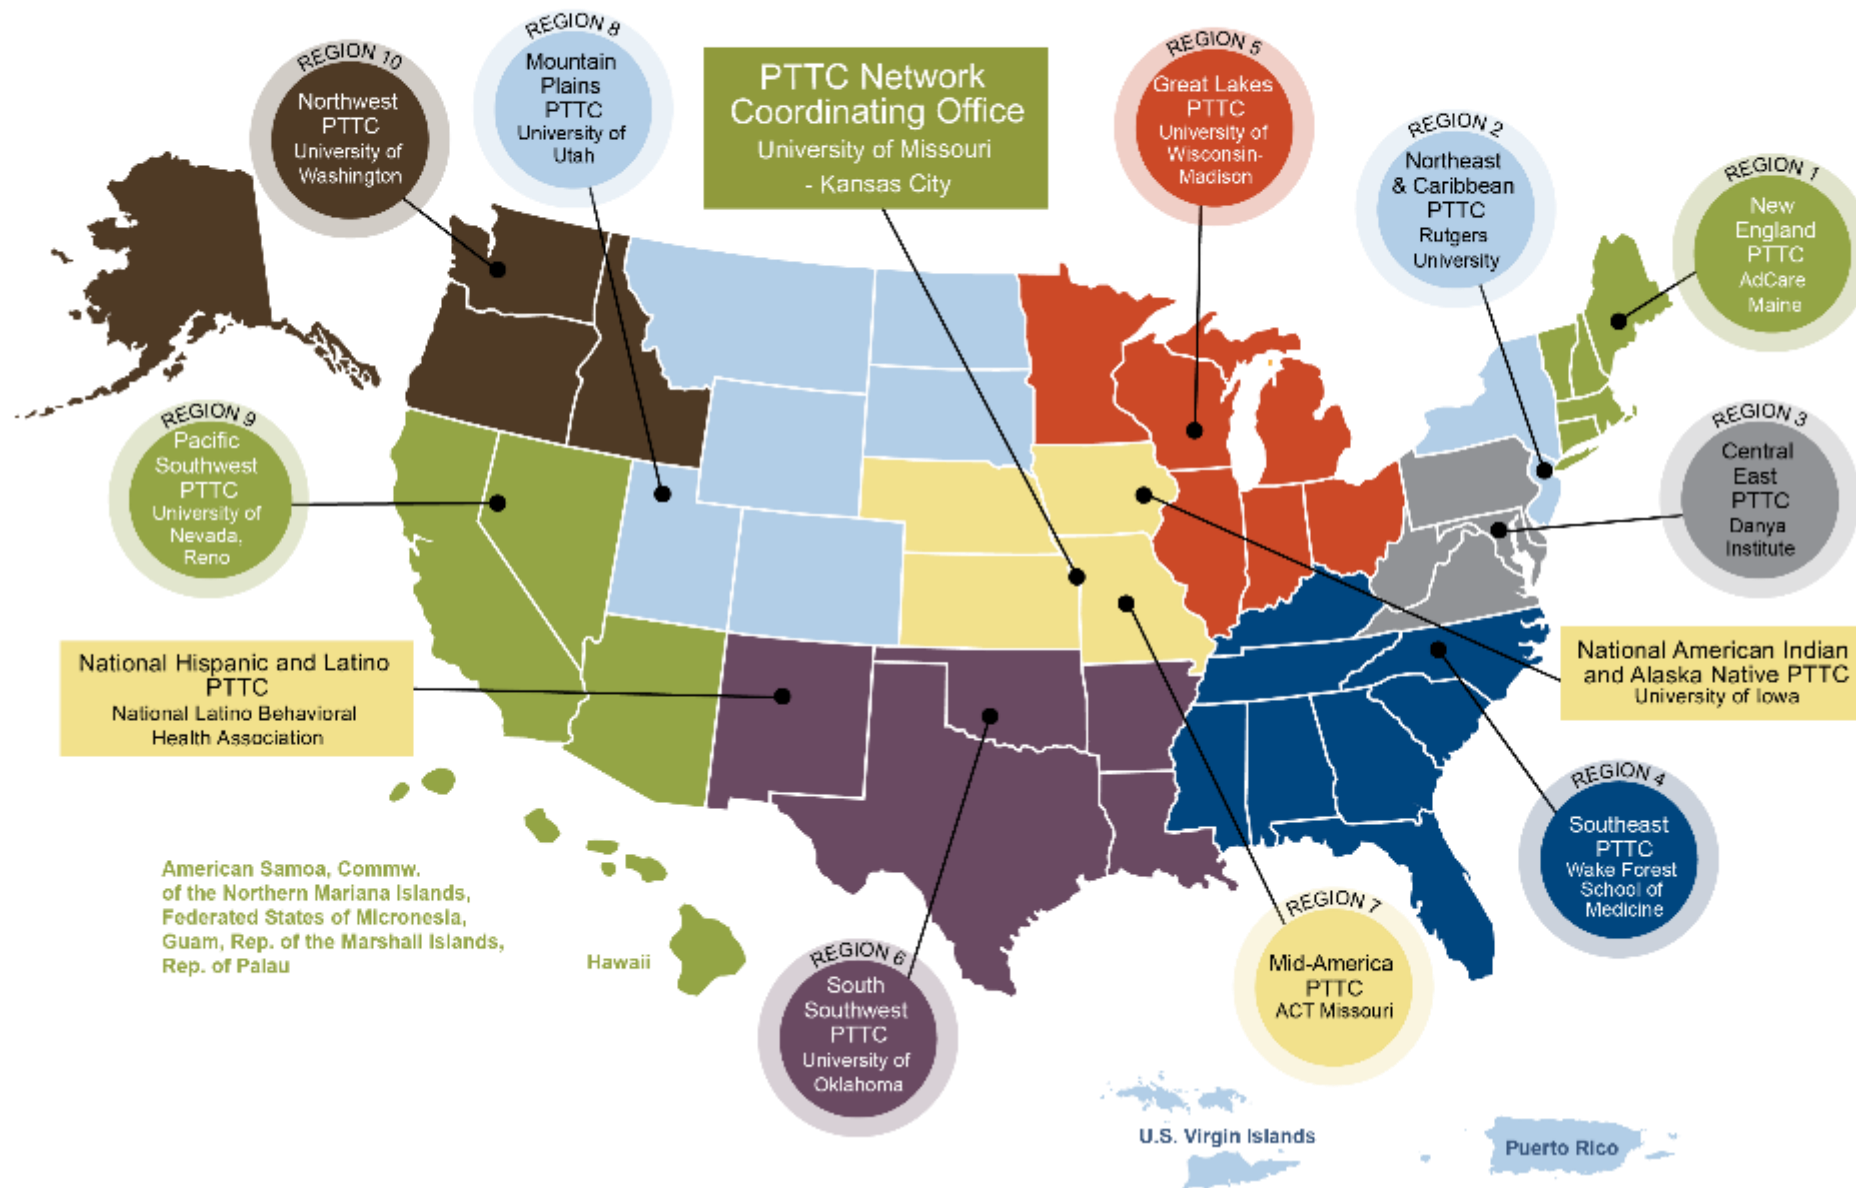 REGION 10
Northwest
PTTC
University of
Washington
REGION 8
Mountain
Plains
PTTC
University of
Utah
PTTC Network
Coordinating Office
University of Missouri
- Kansas City
REGION 5
Great Lakes
PTTC
University of
Wisconsin-
Madison
REGION 2
Northeast
& Caribbean
PTTC
Rutgers
University
REGION 1
New
England
PTTC
AdCare
Maine
REGION 9
Pacific
Southwest
PTTC
University of
Nevada,
Reno
REGION 3
Central
East
PTTC
Danya
Institute
National Hispanic and Latino
PTTC
National Latino Behavioral
Health Association
National American Indian
and Alaska Native PTTC
University of Iowa
REGION 4
Southeast
PTTC
Wake Forest
School of
Medicine
American Samoa, Commw.
of the Northern Mariana Islands,
Federated States of Micronesia,
Guam, Rep. of the Marshall Islands,
Rep. of Palau
Hawaii
REGION 6
South
Southwest
PTTC
University of
Oklahoma
REGION 7
Mid-America
PTTC
ACT Missouri
U.S. Virgin Islands
Puerto Rico